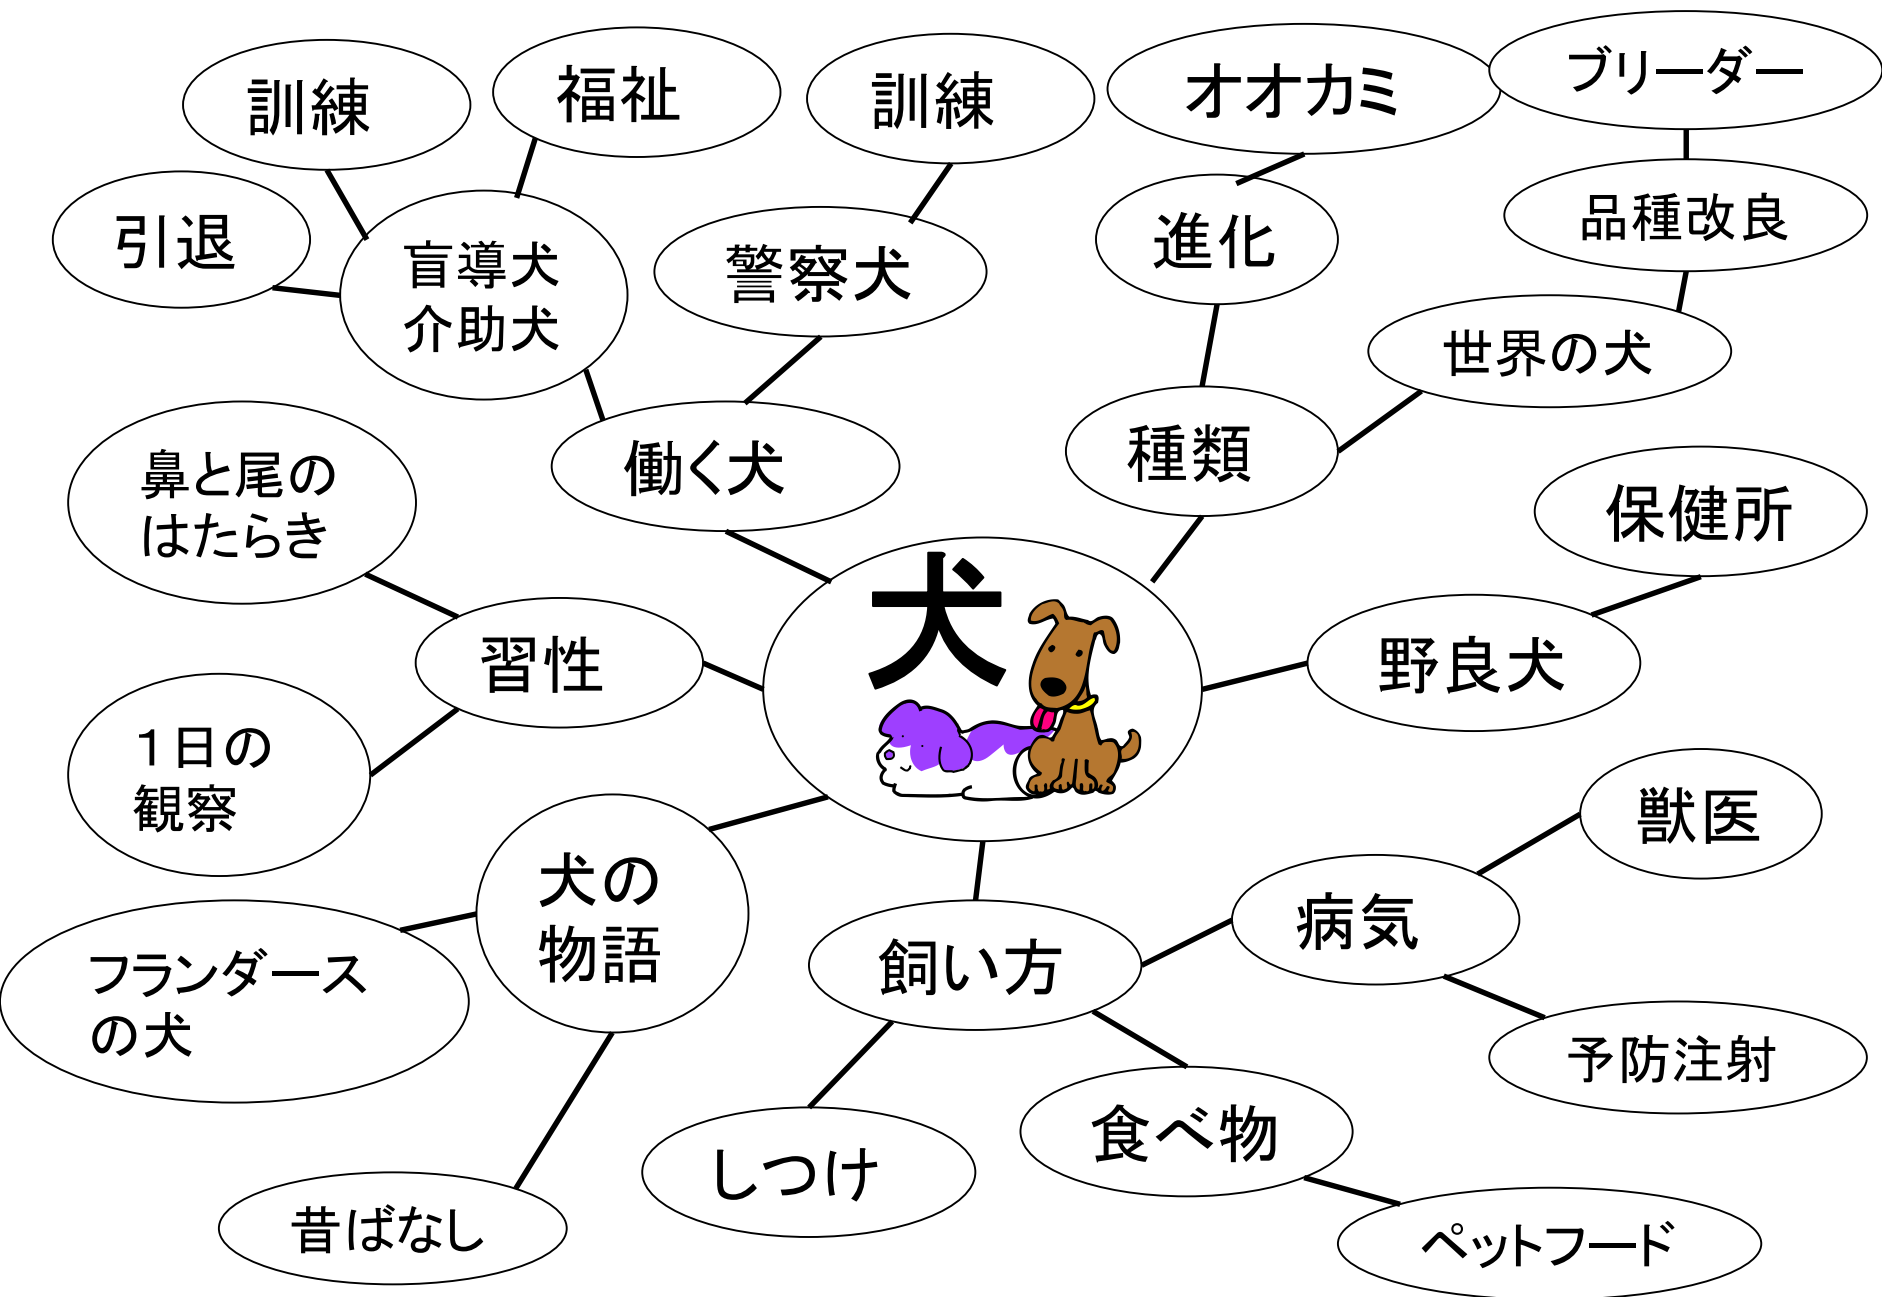 訓練
福祉
訓練
オオカミ
ブリーダー
引退
盲導犬
介助犬
警察犬
進化
品種改良
世界の犬
鼻と尾の
はたらき
働く犬
種類
保健所
犬
習性
野良犬
１日の
観察
犬の
物語
獣医
フランダース
の犬
飼い方
病気
予防注射
しつけ
食べ物
昔ばなし
ペットフード